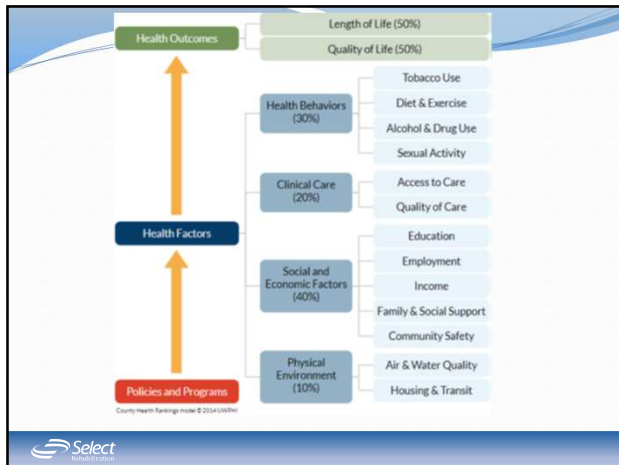 Health Outcomes
Length of Life (50%)
Quality of Life (50%)
Health Factors
Health Behaviors
(30%)
Tobacco Use
Diet & Exercise
Alcohol & Drug Use
Sexual Activity
Clinical Care
(20%)
Access to Care
Quality of Care
Social and
Economic Factors
(40%)
Education
Employment
Income
Family & Social Support
Community Safety
Physical
Environment
(10%)
Air & Water Quality
Housing & Transit
Policies and Programs
County Health Rankings model © 2014 UWPHI
Select
Rehabilitation